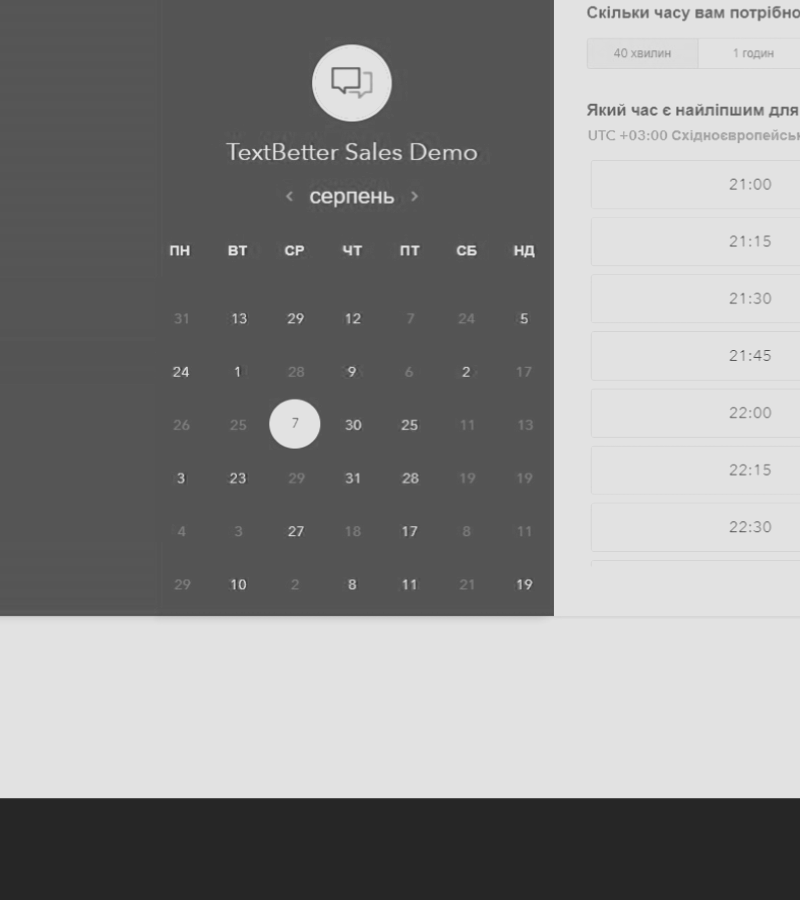 TextBetter Sales Demo
серпень
ПН ВТ СР ЧТ ПТ СБ НД
31 13 29 12 7 24 5
24 1 28 9 6 2 17
26 25 7 30 25 11 13
3 23 29 31 28 19 19
4 3 27 18 17 8 11
29 10 2 8 11 21 19
Скільки часу вам потрібно
40 хвилин 1 годин
Який час є найліпшим для
UTC +03:00 Східноєвропейськ
21:00
21:15
21:30
21:45
22:00
22:15
22:30